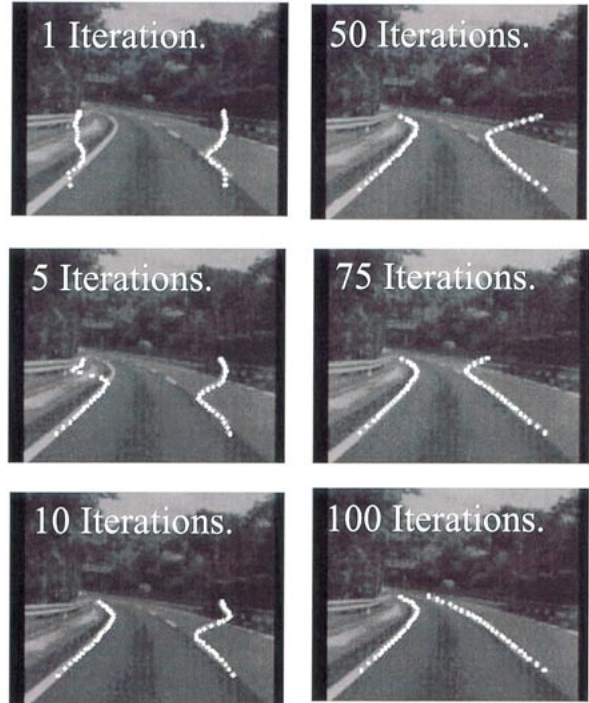 1 Iteration.
50 Iterations.
5 Iterations.
75 Iterations.
10 Iterations.
100 Iterations.